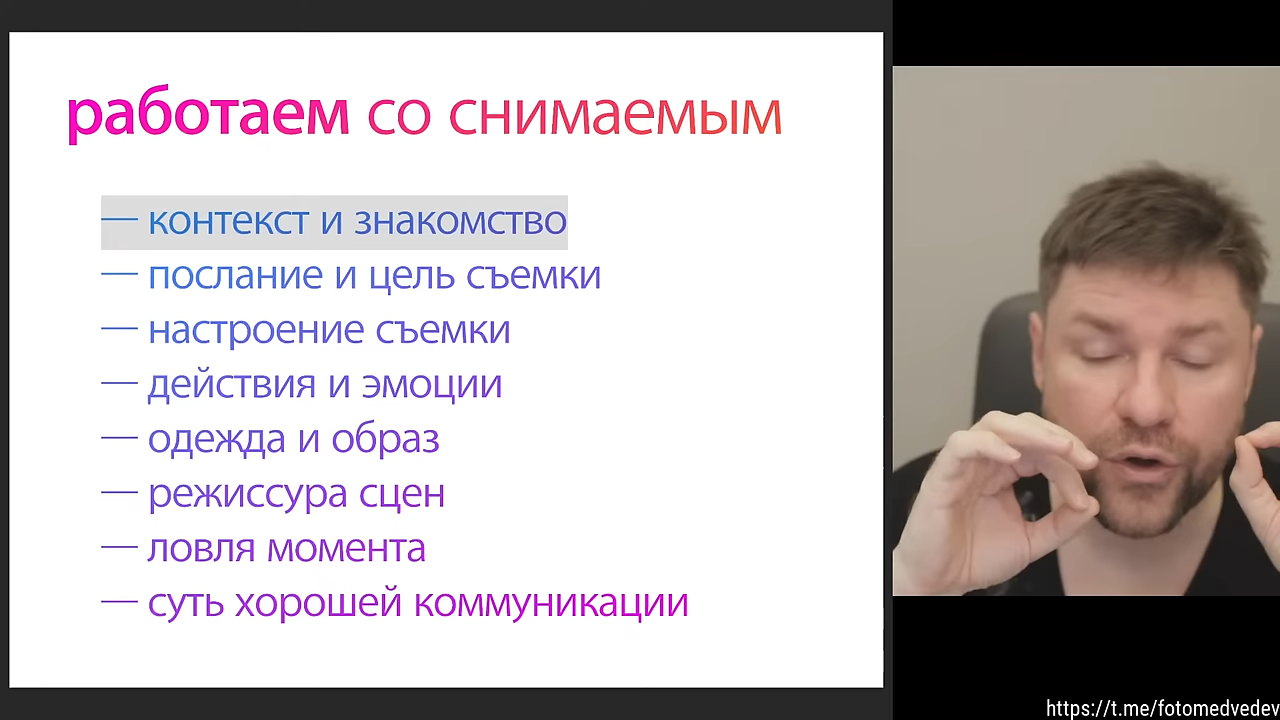 работаем со снимаемым
— контекст и знакомство
— послание и цель съемки
— настроение съемки
— действия и эмоции
— одежда и образ
— режиссура сцен
— ловля момента
— суть хорошей коммуникации
https://t.me/fotomedvedev